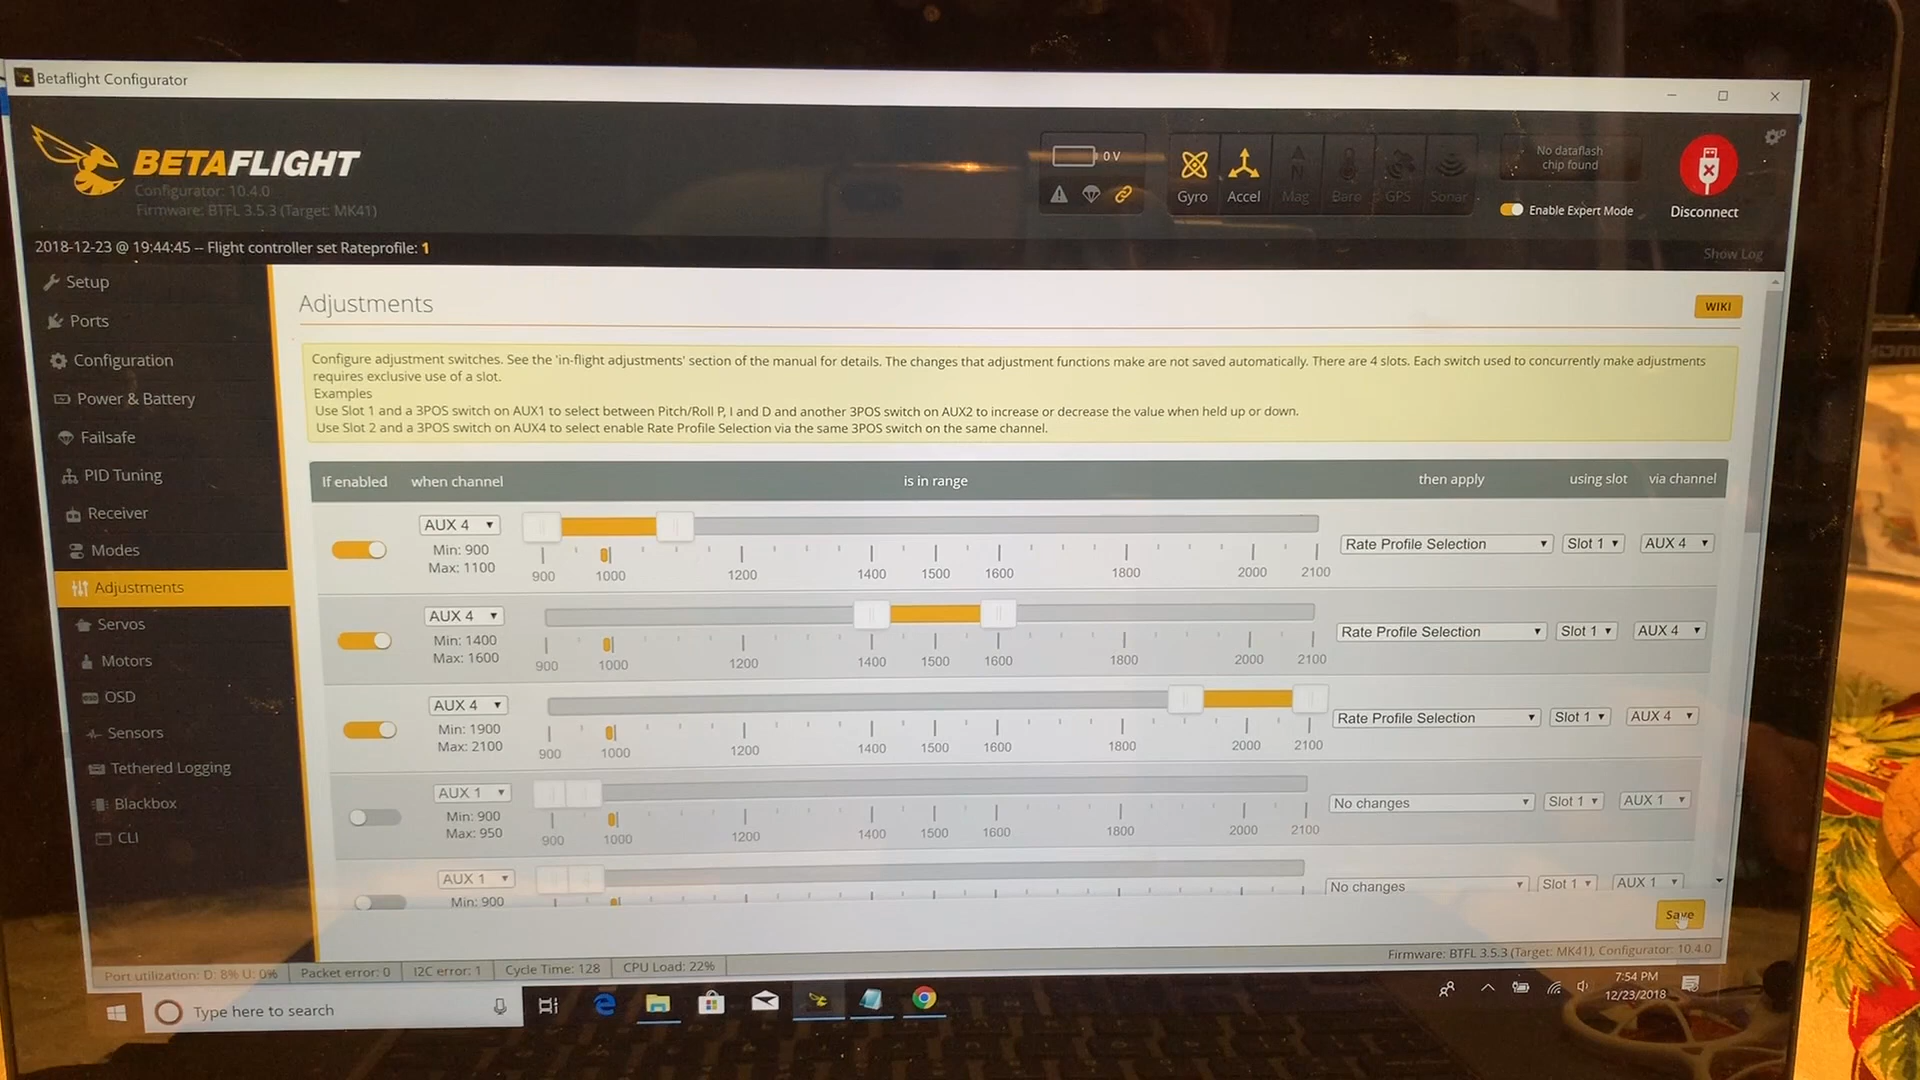 Betaflight Configurator
BETAFLIGHT
Configurator: 10.4.0
Firmware: BTFL 3.5.3 (Target: MK41)
0 V
Gyro
Accel
Mag
Baro
GPS
Sonar
No dataflash
chip found
Enable Expert Mode
Disconnect
2018-12-23 @ 19:44:45 -- Flight controller set Rateprofile: 1
Show Log
Setup
Ports
Configuration
Power & Battery
Failsafe
PID Tuning
Receiver
Modes
Adjustments
Servos
Motors
OSD
Sensors
Tethered Logging
Blackbox
CLI
Adjustments
WIKI
Configure adjustment switches. See the 'in-flight adjustments' section of the manual for details. The changes that adjustment functions make are not saved automatically. There are 4 slots. Each switch used to concurrently make adjustments
requires exclusive use of a slot.
Examples
Use Slot 1 and a 3POS switch on AUX1 to select between Pitch/Roll P, I and D and another 3POS switch on AUX2 to increase or decrease the value when held up or down.
Use Slot 2 and a 3POS switch on AUX4 to select enable Rate Profile Selection via the same 3POS switch on the same channel.
If enabled when channel is in range then apply using slot via channel
AUX 4
Min: 900
Max: 1100
900 1000 1200 1400 1500 1600 1800 2000 2100
Rate Profile Selection Slot 1 AUX 4
AUX 4
Min: 1400
Max: 1600
900 1000 1200 1400 1500 1600 1800 2000 2100
Rate Profile Selection Slot 1 AUX 4
AUX 4
Min: 1900
Max: 2100
900 1000 1200 1400 1500 1600 1800 2000 2100
Rate Profile Selection Slot 1 AUX 4
AUX 1
Min: 900
Max: 950
900 1000 1200 1400 1500 1600 1800 2000 2100
No changes Slot 1 AUX 1
AUX 1
Min: 900
No changes Slot 1 AUX 1
Save
Port utilization: D: 8% U: 0% Packet error: 0 I2C error: 1 Cycle Time: 128 CPU Load: 22%
Firmware: BTFL 3.5.3 (Target: MK41), Configurator: 10.4.0
Type here to search
7:54 PM
12/23/2018